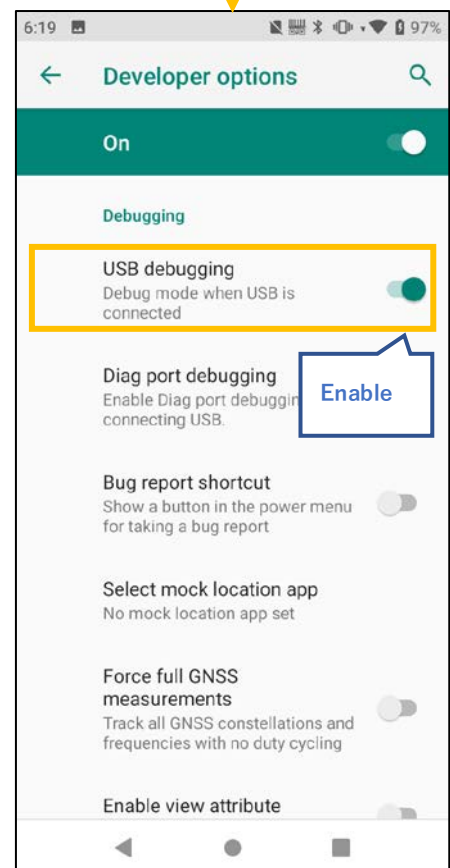 6:19 97%
Developer options
On
Debugging
USB debugging
Debug mode when USB is
connected
Diag port debugging
Enable Diag port debuggin
connecting USB.
Enable
Bug report shortcut
Show a button in the power menu
for taking a bug report
Select mock location app
No mock location app set
Force full GNSS
measurements
Track all GNSS constellations and
frequencies with no duty cycling
Enable view attribute